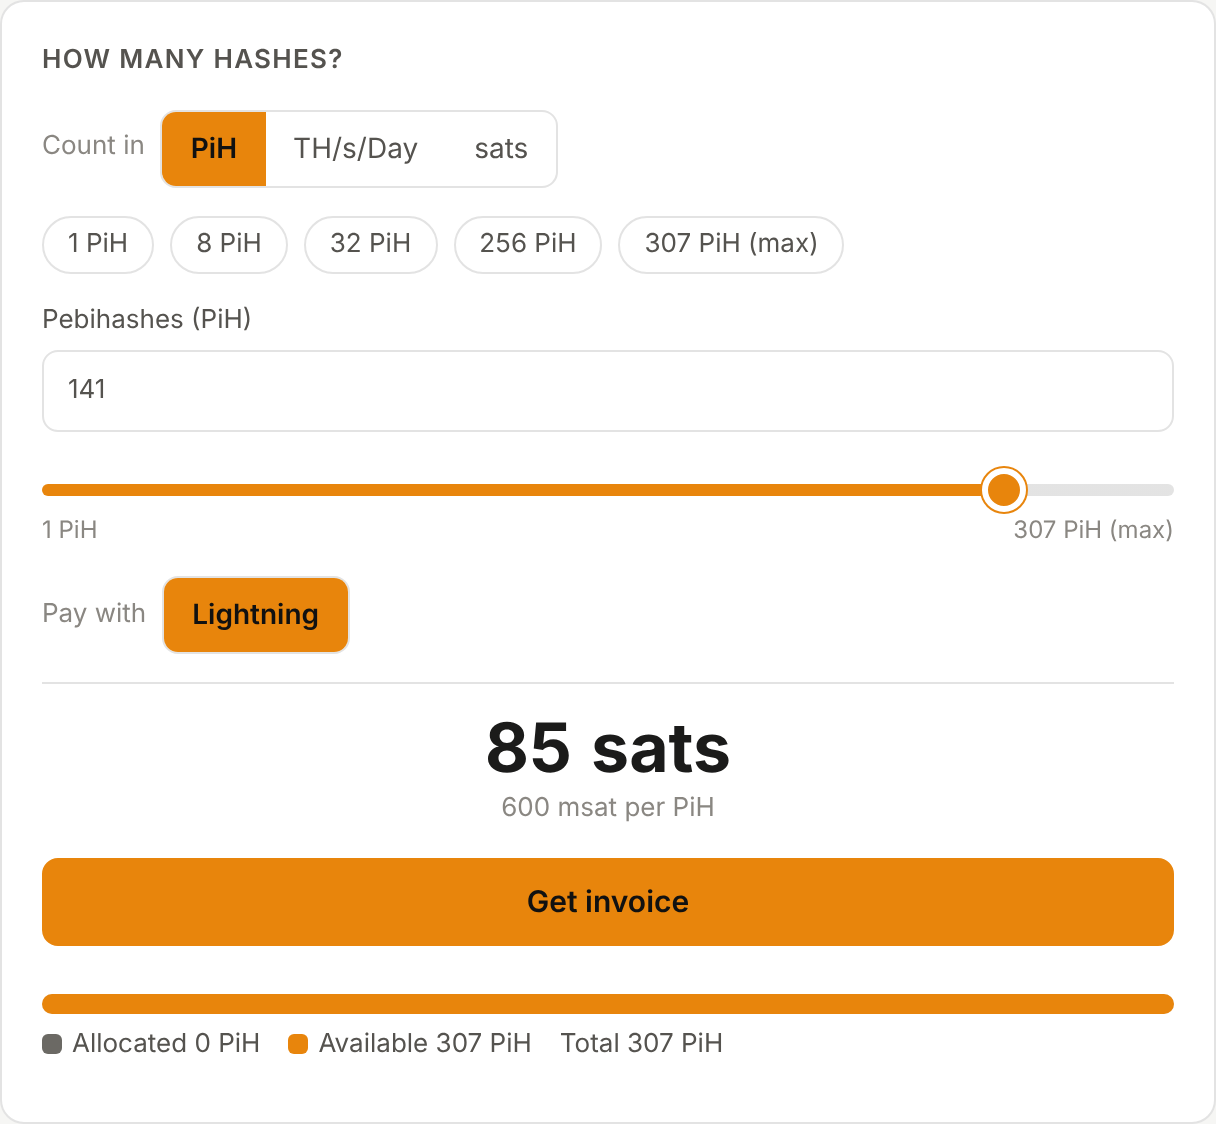 HOW MANY HASHES?
Count in PiH TH/s/Day sats
1 PiH 8 PiH 32 PiH 256 PiH 307 PiH (max)
Pebihashes (PiH)
141
1 PiH 307 PiH (max)
Pay with Lightning
85 sats
600 msat per PiH
Get invoice
Allocated 0 PiH Available 307 PiH Total 307 PiH